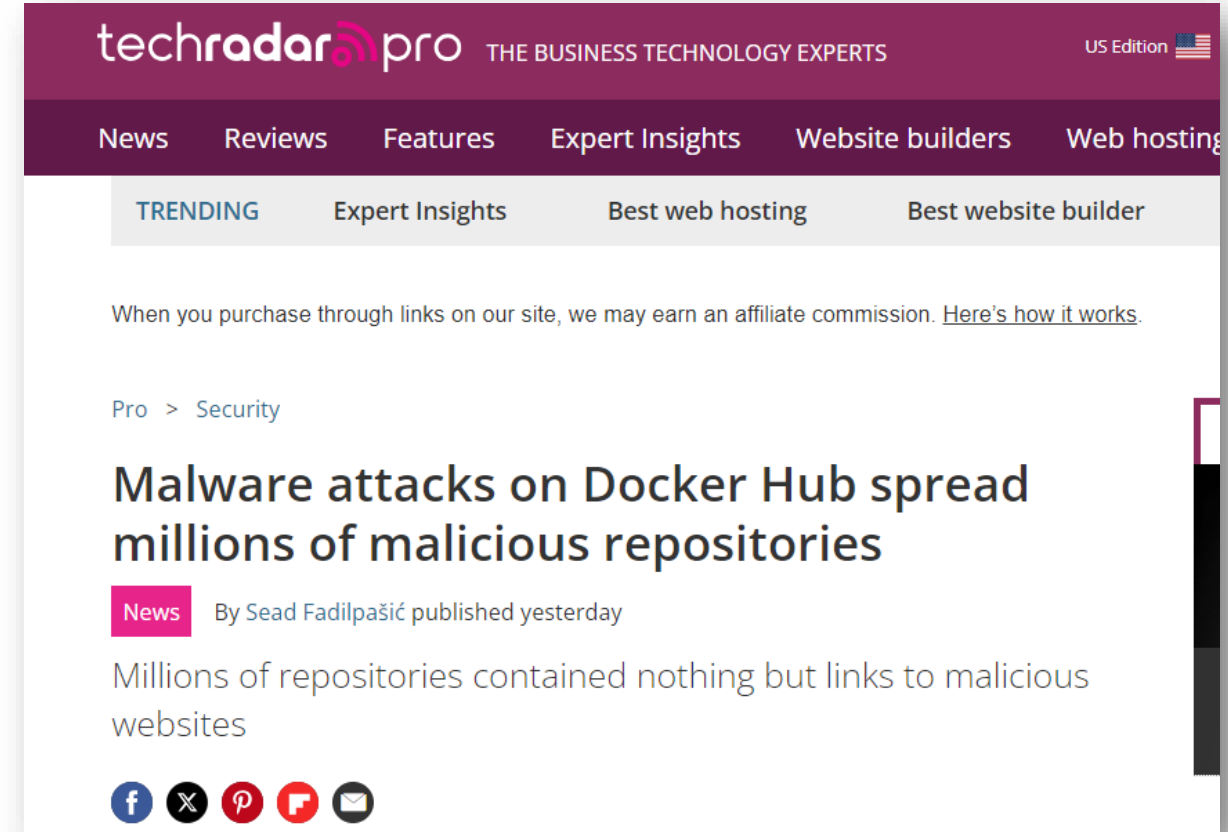 techradar pro THE BUSINESS TECHNOLOGY EXPERTS US Edition
News Reviews Features Expert Insights Website builders Web hosting
TRENDING Expert Insights Best web hosting Best website builder
When you purchase through links on our site, we may earn an affiliate commission. Here’s how it works.
Pro > Security
Malware attacks on Docker Hub spread
millions of malicious repositories
News By Sead Fadilpašić published yesterday
Millions of repositories contained nothing but links to malicious
websites